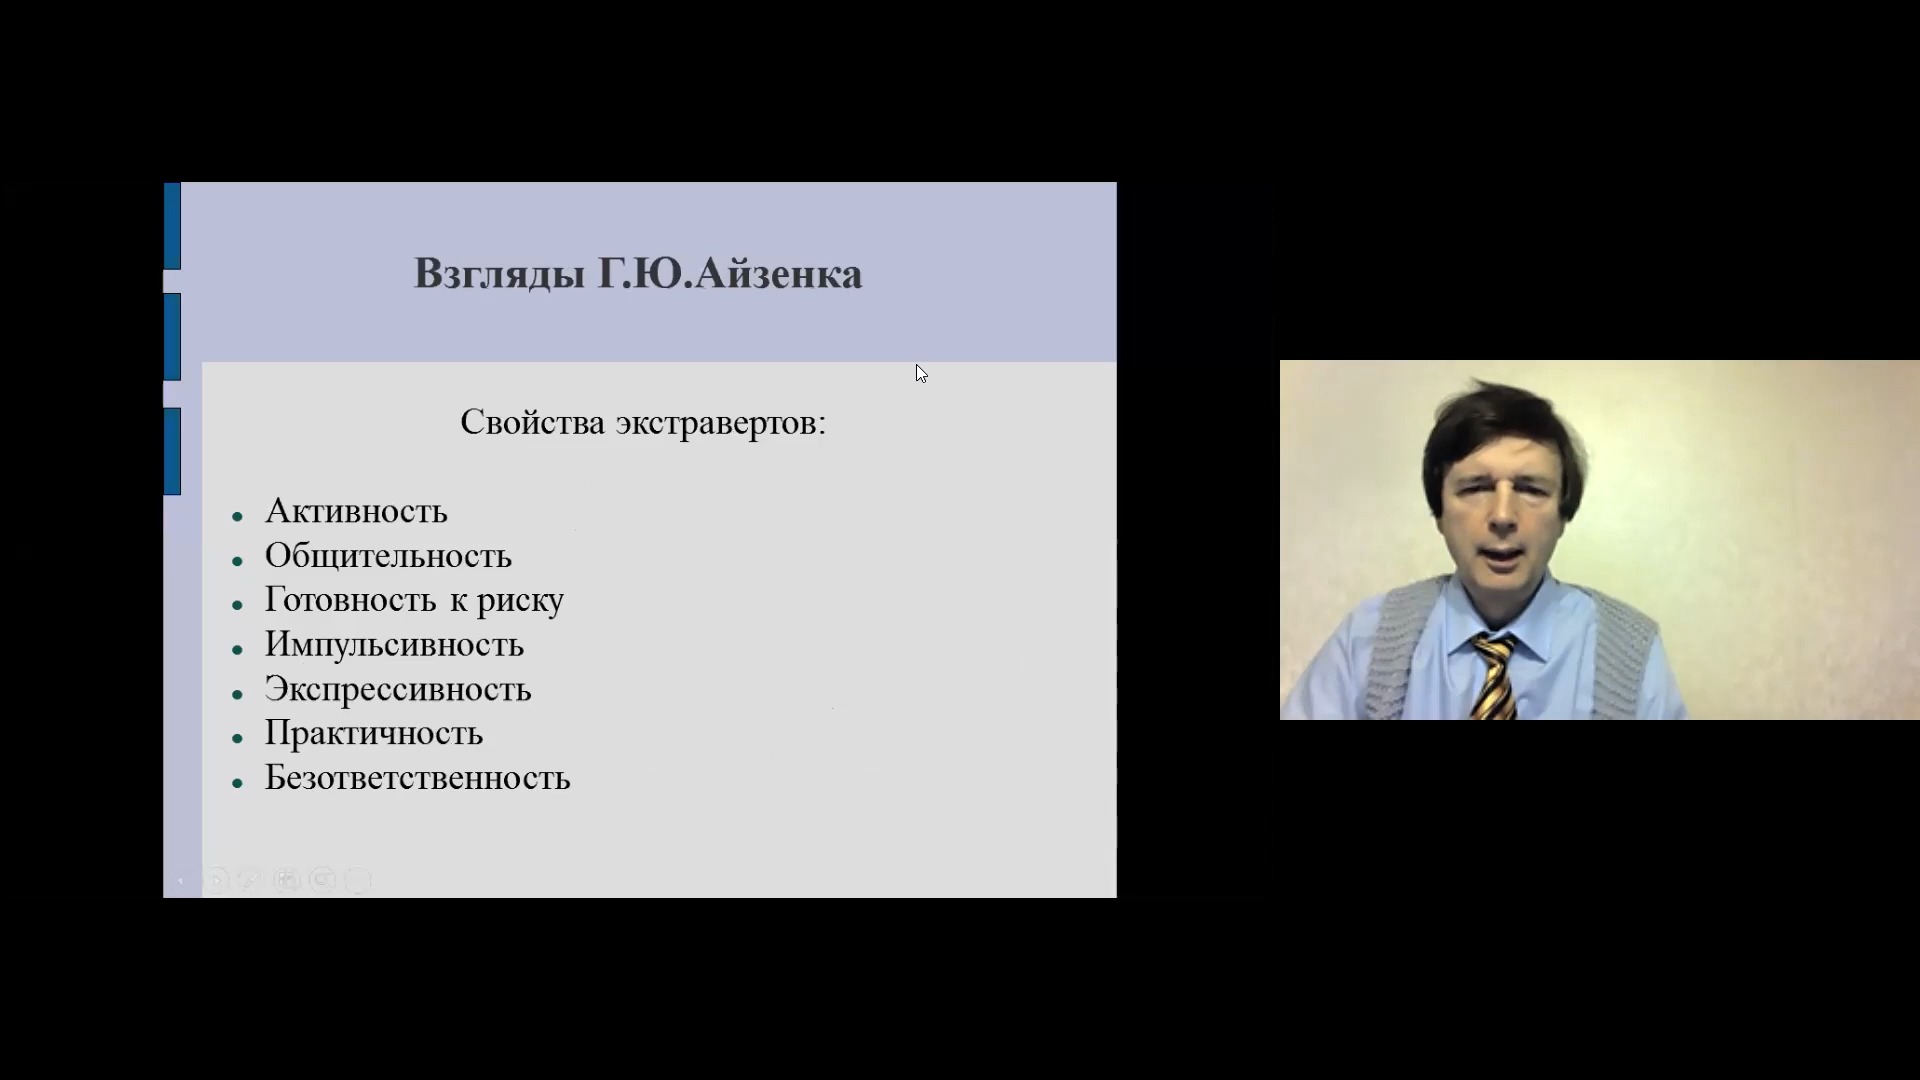 Взгляды Г.Ю.Айзенка
Свойства экстравертов:
Активность
Общительность
Готовность к риску
Импульсивность
Экспрессивность
Практичность
Безответственность